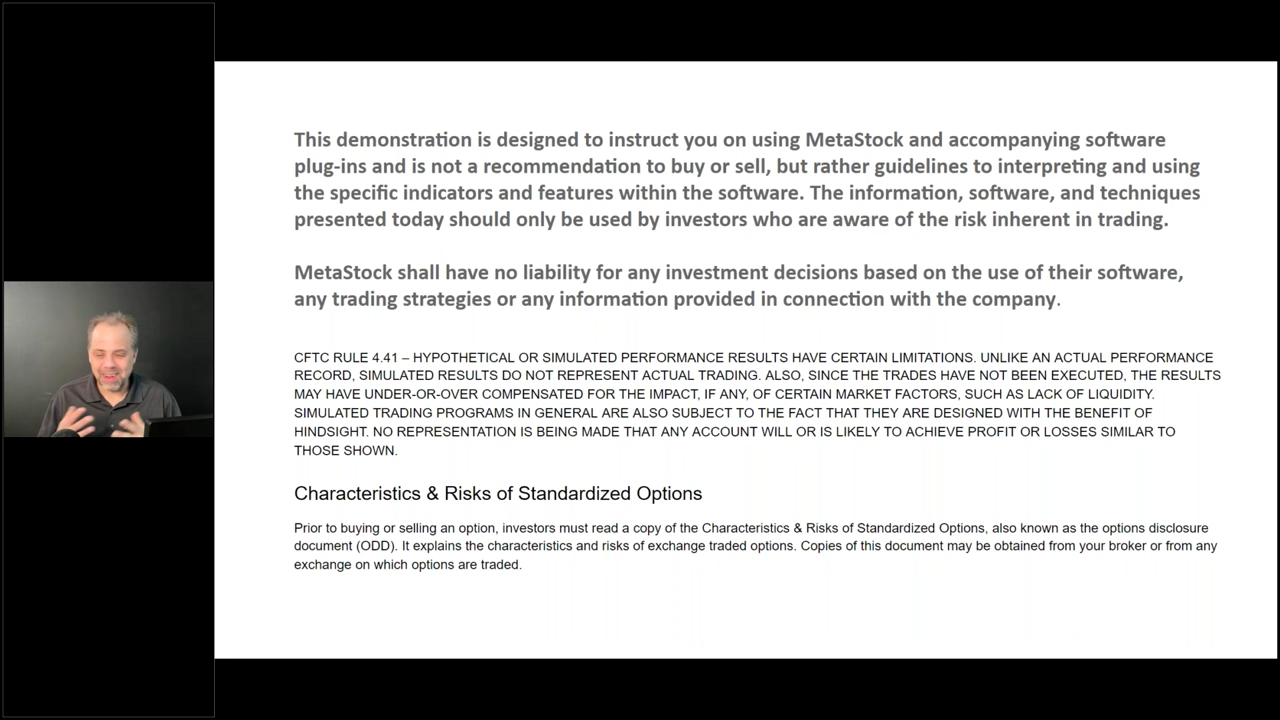 This demonstration is designed to instruct you on using MetaStock and accompanying software
plug-ins and is not a recommendation to buy or sell, but rather guidelines to interpreting and using
the specific indicators and features within the software. The information, software, and techniques
presented today should only be used by investors who are aware of the risk inherent in trading.
MetaStock shall have no liability for any investment decisions based on the use of their software,
any trading strategies or any information provided in connection with the company.
CFTC RULE 4.41 – HYPOTHETICAL OR SIMULATED PERFORMANCE RESULTS HAVE CERTAIN LIMITATIONS. UNLIKE AN ACTUAL PERFORMANCE
RECORD, SIMULATED RESULTS DO NOT REPRESENT ACTUAL TRADING. ALSO, SINCE THE TRADES HAVE NOT BEEN EXECUTED, THE RESULTS
MAY HAVE UNDER-OR-OVER COMPENSATED FOR THE IMPACT, IF ANY, OF CERTAIN MARKET FACTORS, SUCH AS LACK OF LIQUIDITY.
SIMULATED TRADING PROGRAMS IN GENERAL ARE ALSO SUBJECT TO THE FACT THAT THEY ARE DESIGNED WITH THE BENEFIT OF
HINDSIGHT. NO REPRESENTATION IS BEING MADE THAT ANY ACCOUNT WILL OR IS LIKELY TO ACHIEVE PROFIT OR LOSSES SIMILAR TO
THOSE SHOWN.
Characteristics & Risks of Standardized Options
Prior to buying or selling an option, investors must read a copy of the Characteristics & Risks of Standardized Options, also known as the options disclosure
document (ODD). It explains the characteristics and risks of exchange traded options. Copies of this document may be obtained from your broker or from any
exchange on which options are traded.